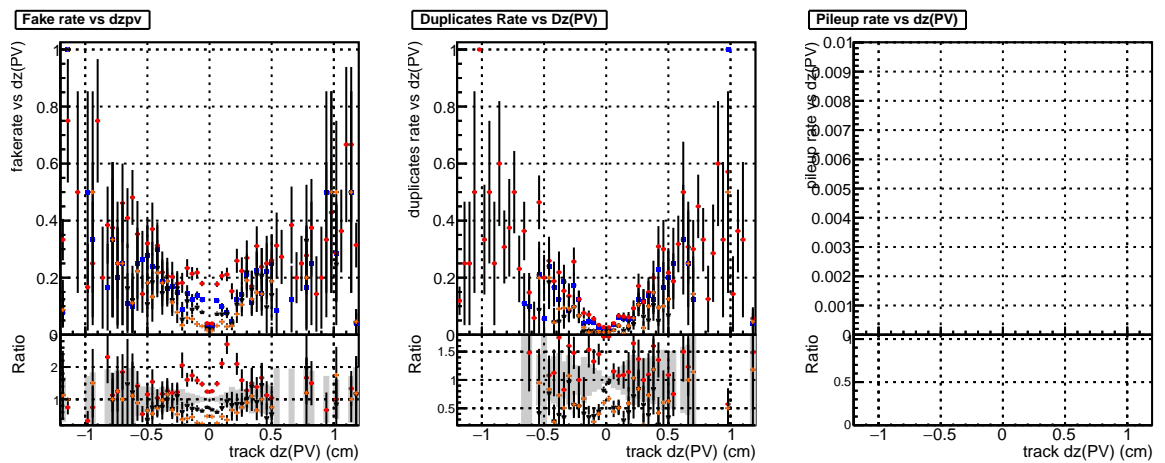 Fake rate vs dzpv
fakerate vs dz(PV)
1
0.8
0.6
0.4
0.2
0
Ratio
2
1
−1 −0.5 0 0.5 1
track dz(PV) (cm)
Duplicates Rate vs Dz(PV)
duplicates rate vs dz(PV)
1
0.8
0.6
0.4
0.2
0
Ratio
1.5
1
0.5
−1 −0.5 0 0.5 1
track dz(PV) (cm)
Pileup rate vs dz(PV)
pileup rate vs dz(PV)
0.01
0.009
0.008
0.007
0.006
0.005
0.004
0.003
0.002
0.001
0
Ratio
0.5
0
−1 −0.5 0 0.5 1
track dz(PV) (cm)